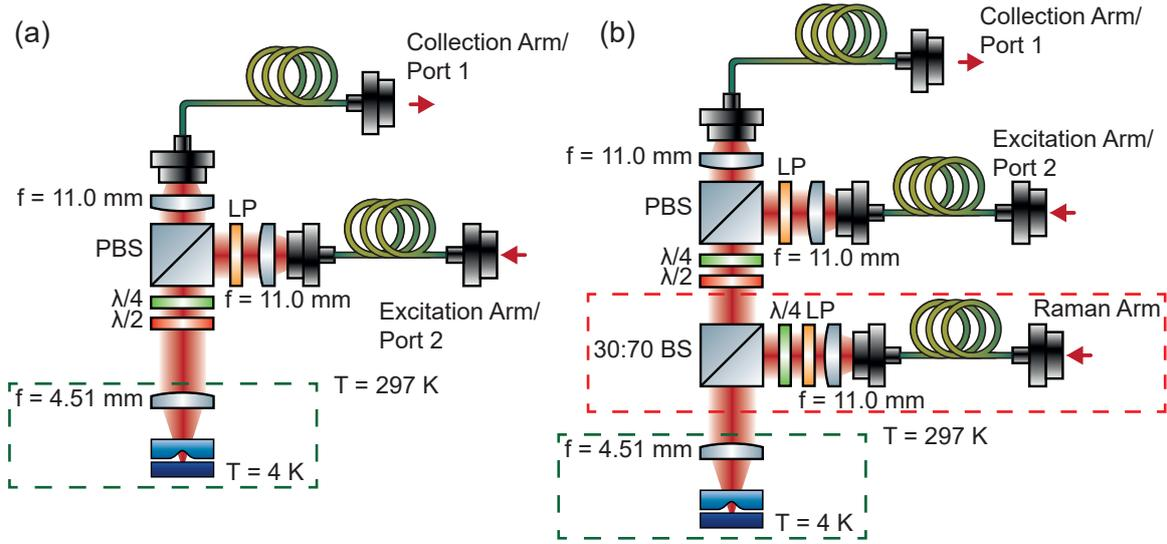 (a)
Collection Arm/
Port 1
f = 11.0 mm
LP
PBS
f = 11.0 mm
λ/4
λ/2
Excitation Arm/
Port 2
T = 297 K
f = 4.51 mm
T = 4 K
(b)
Collection Arm/
Port 1
Excitation Arm/
Port 2
f = 11.0 mm
LP
PBS
λ/4
f = 11.0 mm
λ/2
λ/4 LP
Raman Arm
30:70 BS
f = 11.0 mm
T = 297 K
f = 4.51 mm
T = 4 K